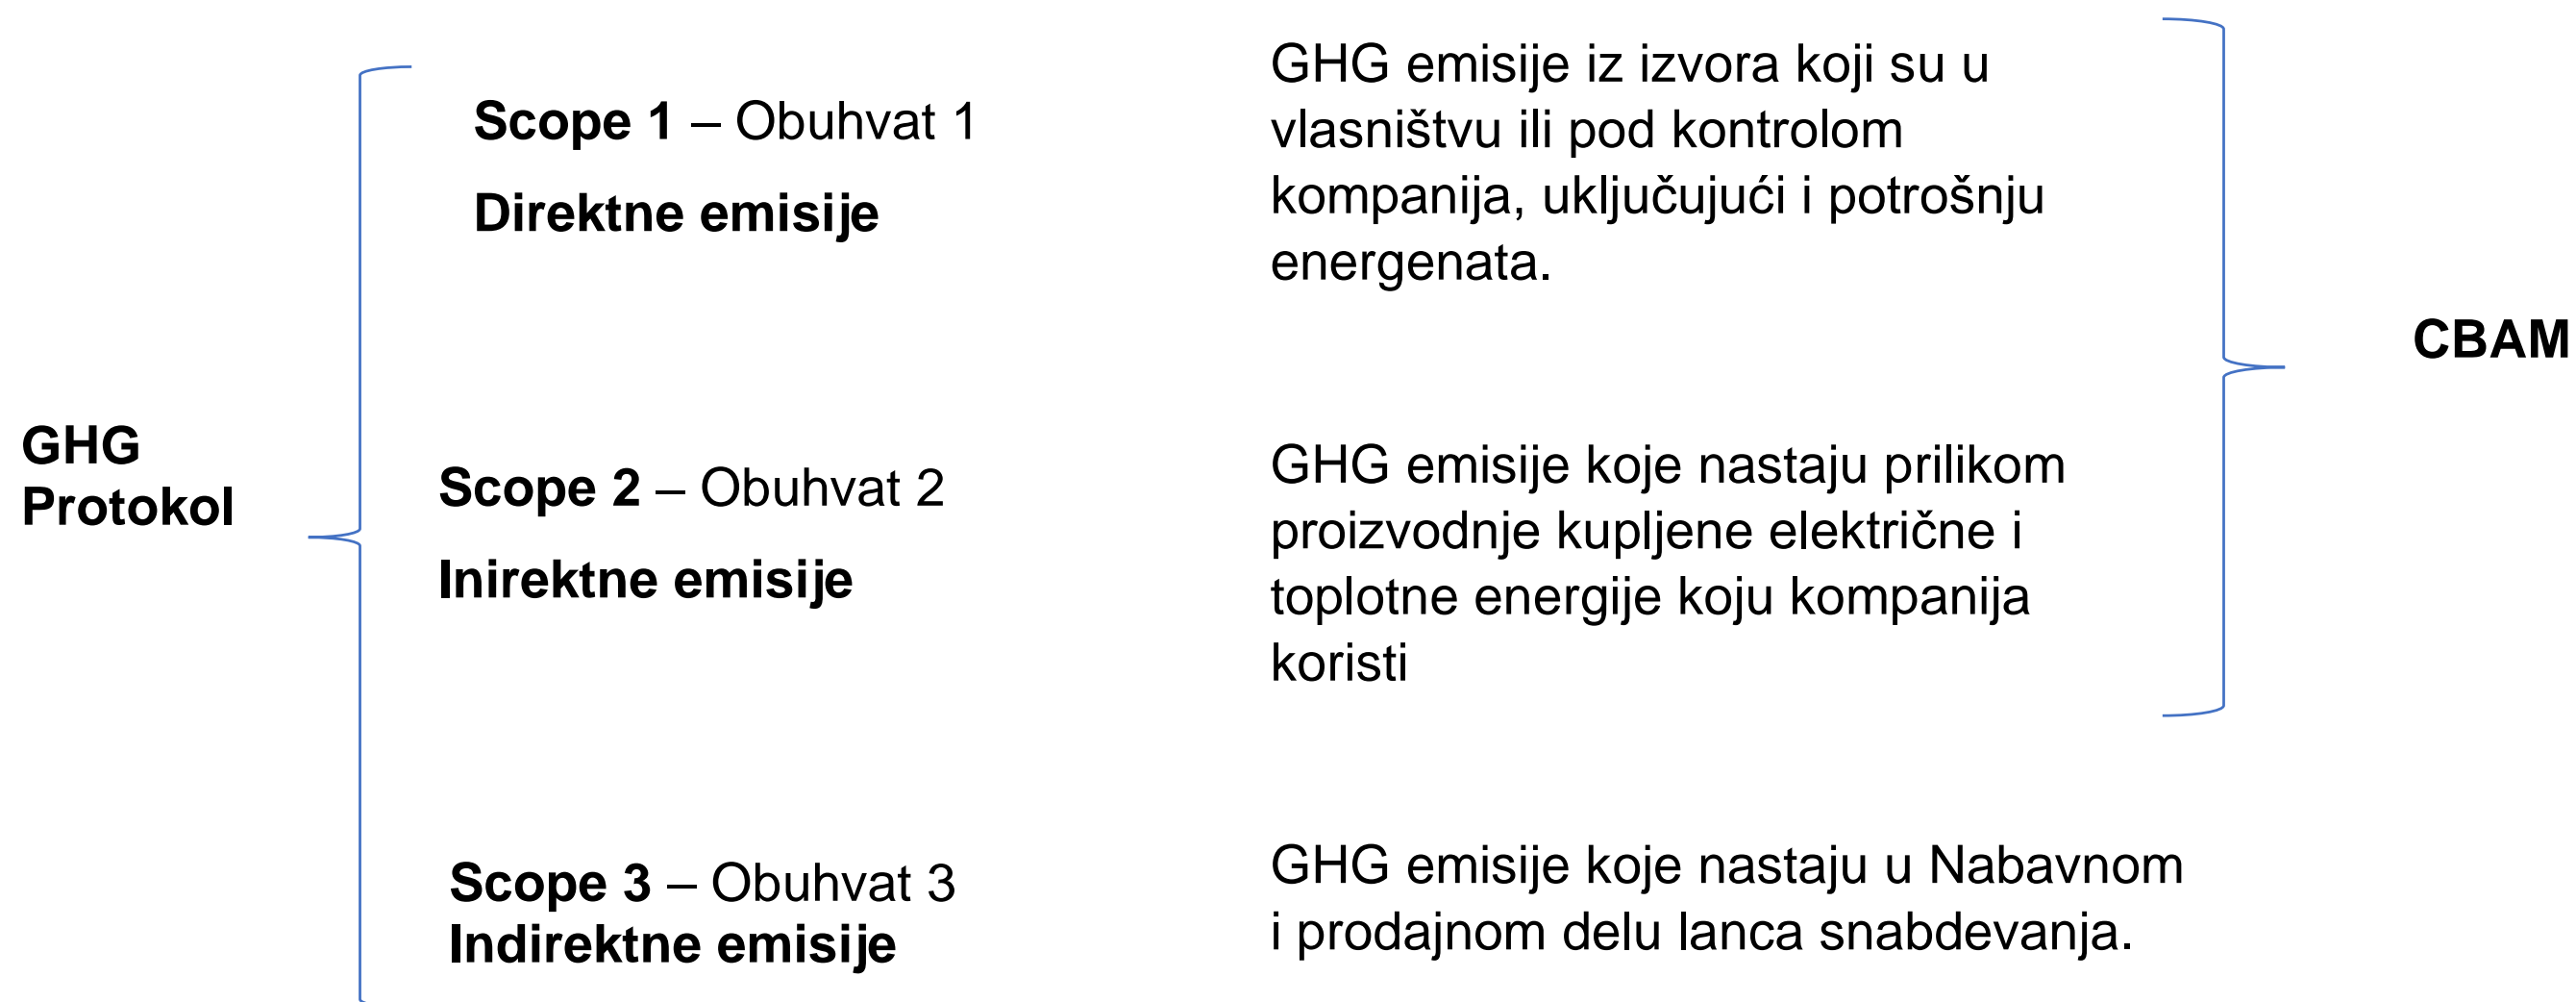 GHG
Protokol
Scope 1 – Obuhvat 1
Direktne emisije
GHG emisije iz izvora koji su u
vlasništvu ili pod kontrolom
kompanija, uključujući i potrošnju
energenata.
Scope 2 – Obuhvat 2
Inirektne emisije
GHG emisije koje nastaju prilikom
proizvodnje kupljene električne i
toplotne energije koju kompanija
koristi
Scope 3 – Obuhvat 3
Indirektne emisije
GHG emisije koje nastaju u Nabavnom
i prodajnom delu lanca snabdevanja.
CBAM